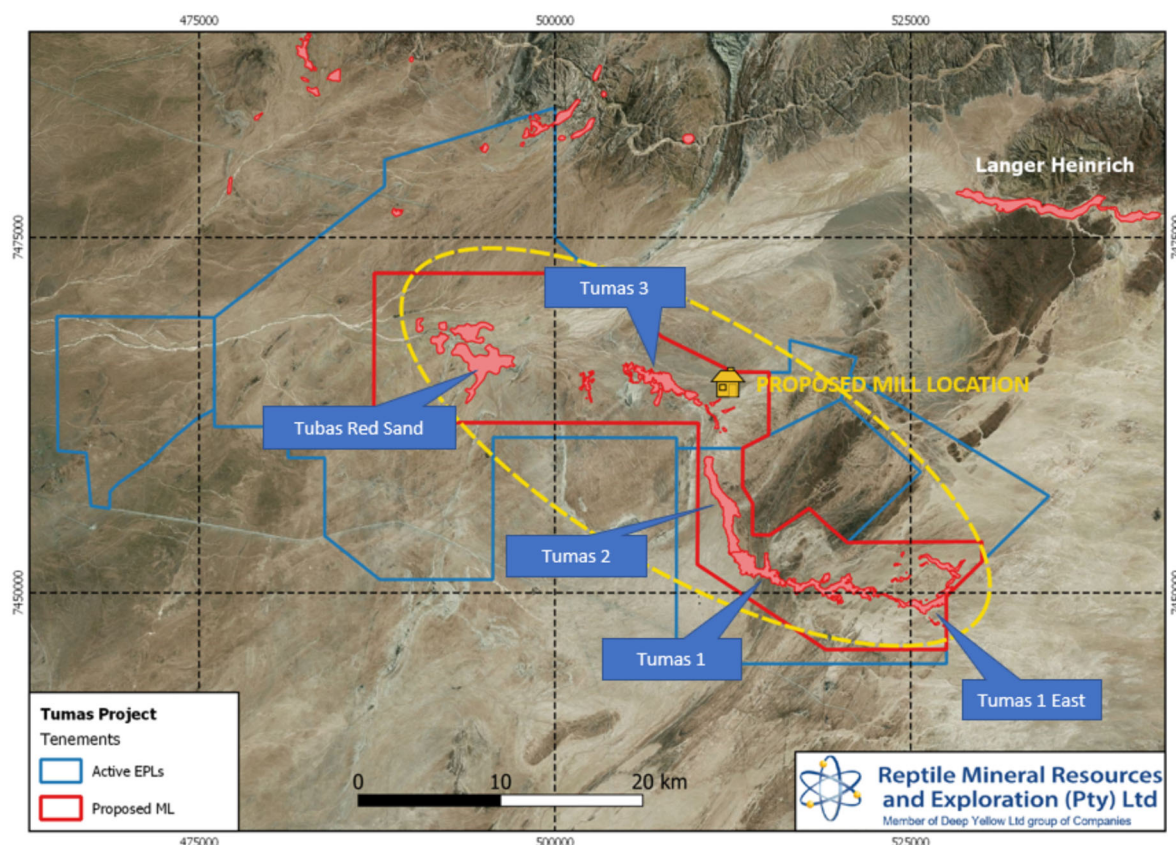 475000
500000
525000
Langer Heinrich
7475000
7475000
Tumas 3
PROPOSED MILL LOCATION
Tubas Red Sand
Tumas 2
7450000
7450000
Tumas 1
Tumas 1 East
Tumas Project
Tenements
Active EPLs
Proposed ML
0
10
20 km
Reptile Mineral Resources
and Exploration (Pty) Ltd
Member of Deep Yellow Ltd group of Companies
475000
500000
525000